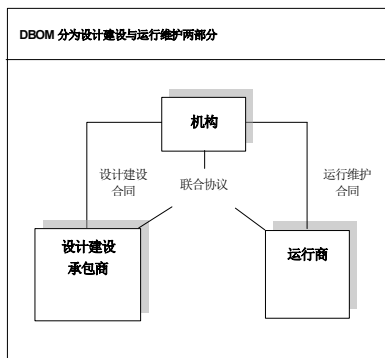 DBOM 分为设计建设与运行维护两部分
机构
设计建设
合同
联合协议
运行维护
合同
设计建设
承包商
运行商